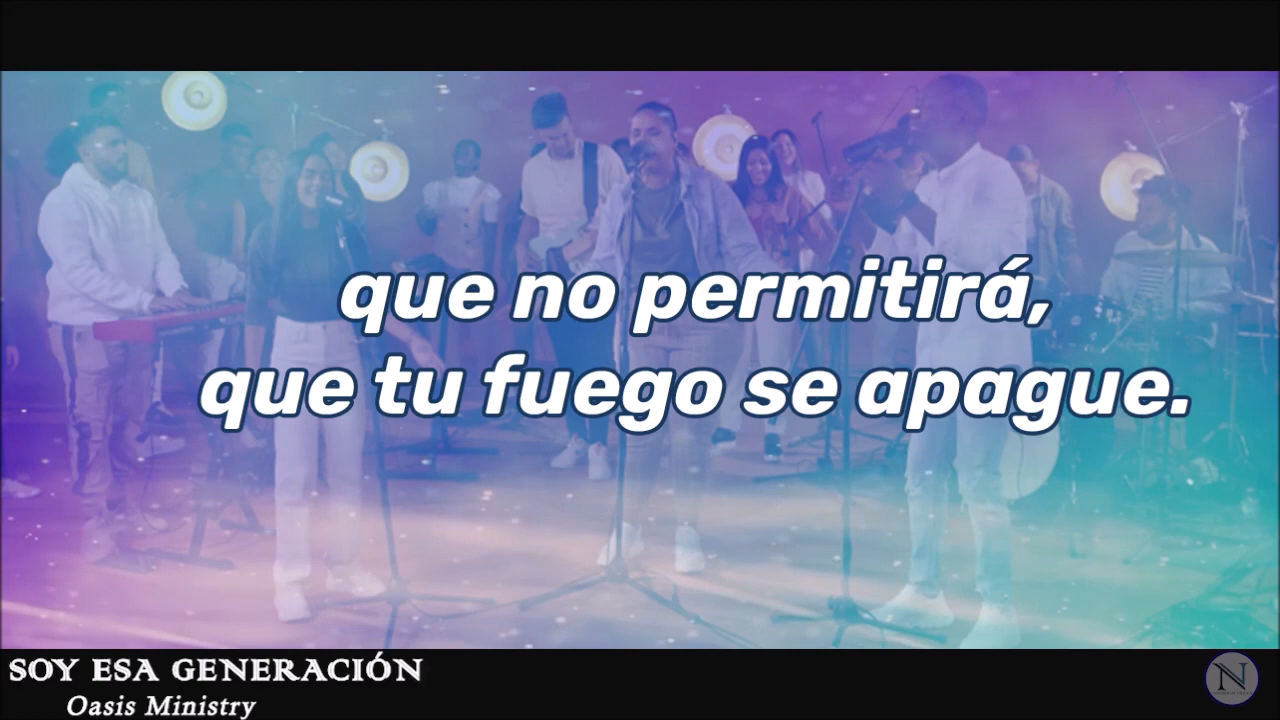 que no permitirá,
que tu fuego se apague.
SOY ESA GENERACIÓN
Oasis Ministry
N